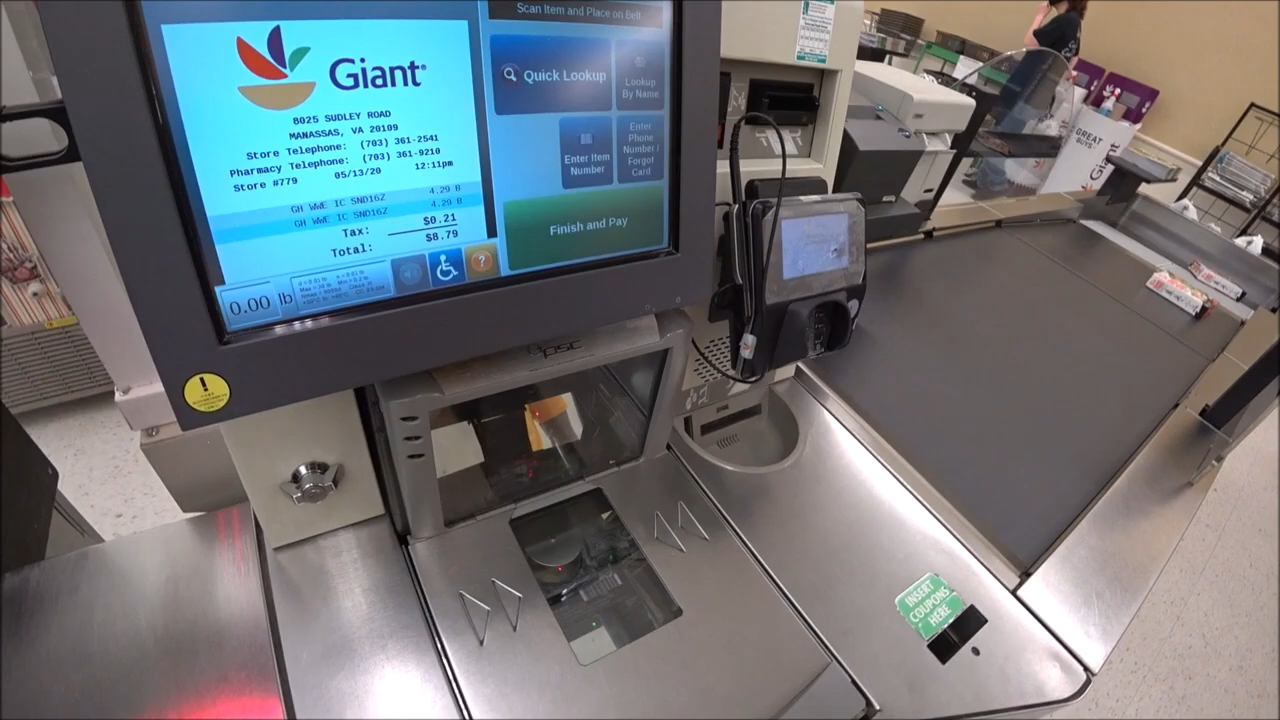 Giant
8025 SUDLEY ROAD
MANASSAS, VA 20109
Store Telephone: (703) 361-2541
Pharmacy Telephone: (703) 361-9210
Store #779 05/13/20 12:11pm
GH WWE IC SND16Z 4.29 B
GH WWE IC SND16Z 4.29 B
Tax: $0.21
Total: $8.79
0.00 lb
?
Scan Item and Place on Belt
Quick Lookup
Lookup
By Name
Enter Item
Number
Enter
Phone
Number /
Forgot
Card
Finish and Pay
!
PSC
INSERT
COUPONS
HERE
GREAT
BUYS.
Giant